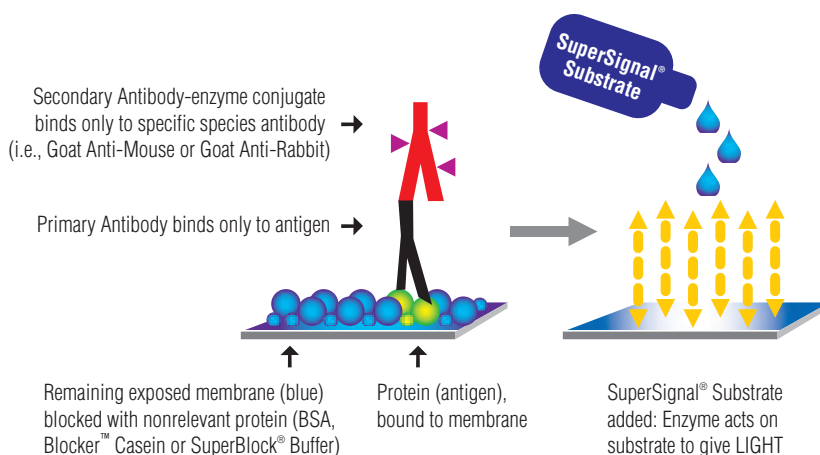 SuperSignal®
Substrate
Secondary Antibody-enzyme conjugate
binds only to specific species antibody
(i.e., Goat Anti-Mouse or Goat Anti-Rabbit)
Primary Antibody binds only to antigen
Remaining exposed membrane (blue)
blocked with nonrelevant protein (BSA,
Blocker™ Casein or SuperBlock® Buffer)
Protein (antigen),
bound to membrane
SuperSignal® Substrate
added: Enzyme acts on
substrate to give LIGHT